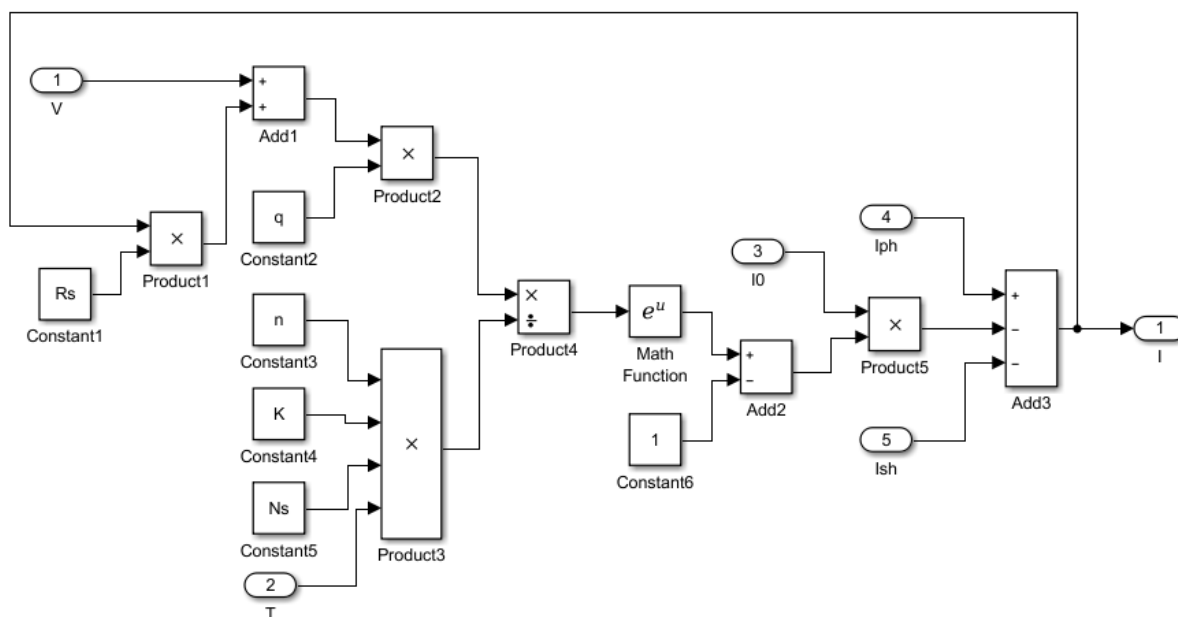 1
V
+
+
Add1
×
Product2
q
Constant2
×
Product1
Rs
Constant1
n
Constant3
K
Constant4
Ns
Constant5
2
T
×
Product3
×
÷
Product4
e^u
Math
Function
+
−
Add2
1
Constant6
3
I0
×
Product5
4
Iph
5
Ish
+
−
−
Add3
1
I